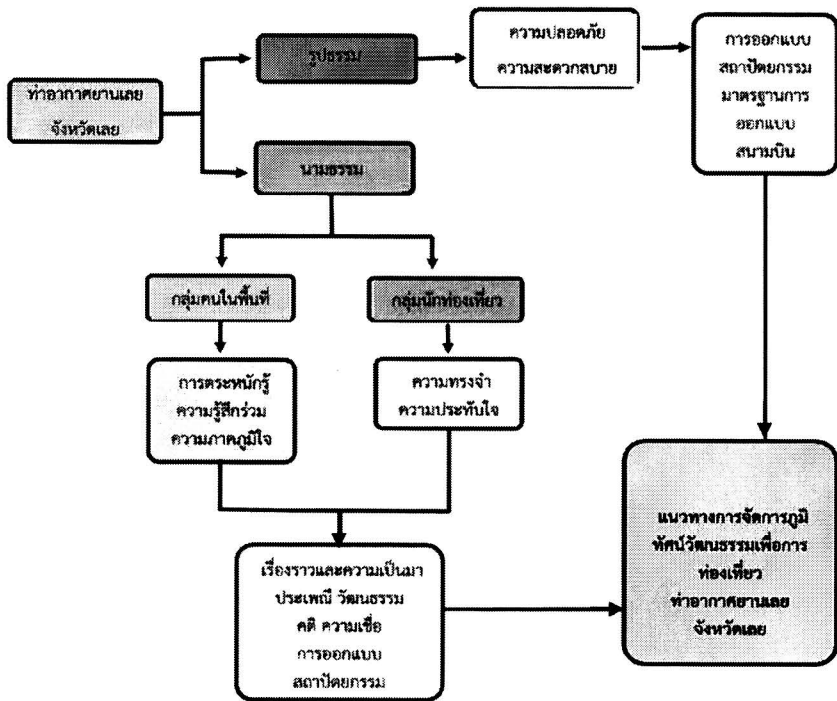 ท่าอากาศยานเลย
จังหวัดเลย
รูปธรรม
ความปลอดภัย
ความสะดวกสบาย
การออกแบบ
สถาปัตยกรรม
มาตรฐานการ
ออกแบบ
สนามบิน
นามธรรม
กลุ่มคนในพื้นที่
กลุ่มนักท่องเที่ยว
การตระหนักรู้
ความรู้สึกร่วม
ความภาคภูมิใจ
ความทรงจำ
ความประทับใจ
เรื่องราวและความเป็นมา
ประเพณี วัฒนธรรม
คติ ความเชื่อ
การออกแบบ
สถาปัตยกรรม
แนวทางการจัดการภูมิ
ทัศน์วัฒนธรรมเพื่อการ
ท่องเที่ยว
ท่าอากาศยานเลย
จังหวัดเลย